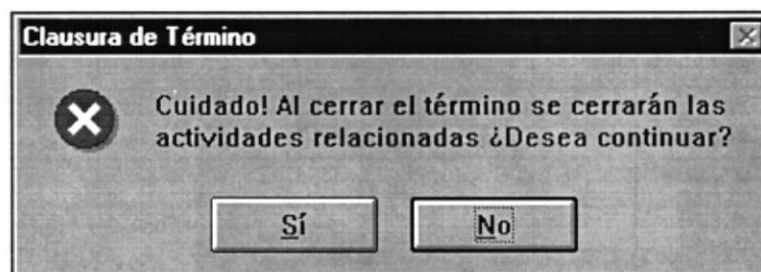 Clausura de Término
Cuidado! Al cerrar el término se cerrarán las
actividades relacionadas ¿Desea continuar?
Sí
No